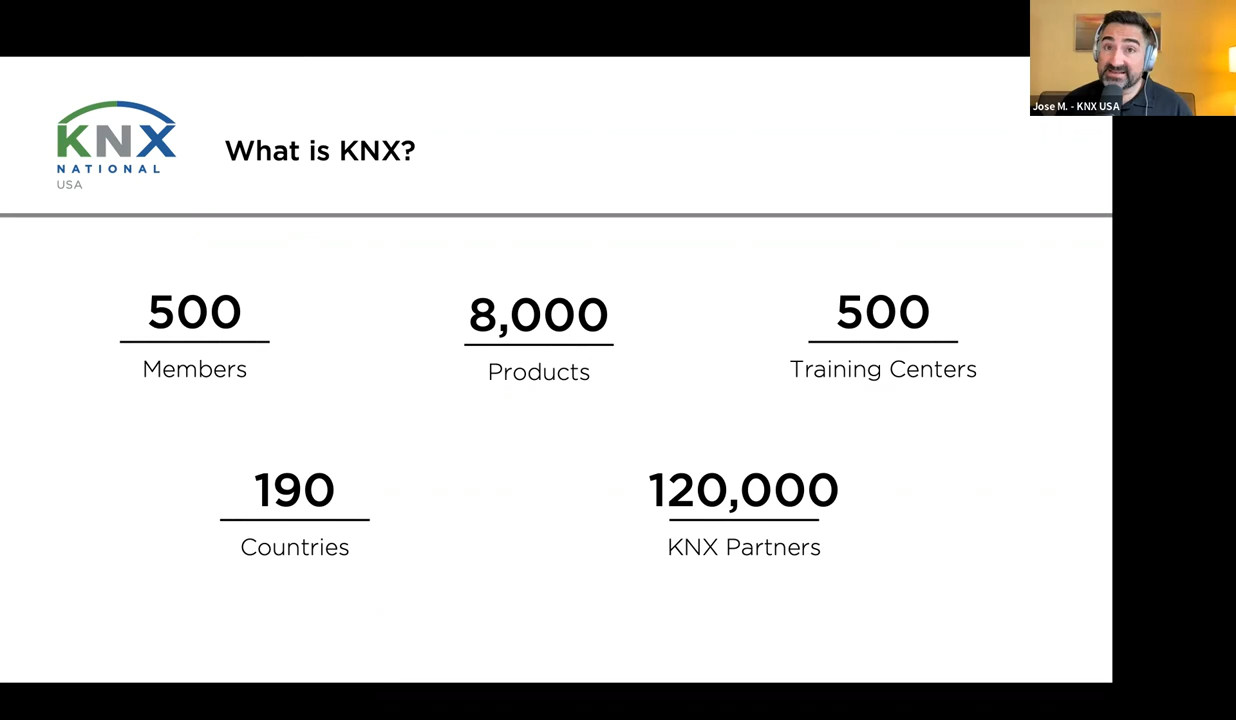 Jose M. - KNX USA
KNX
NATIONAL
USA
What is KNX?
500
Members
8,000
Products
500
Training Centers
190
Countries
120,000
KNX Partners